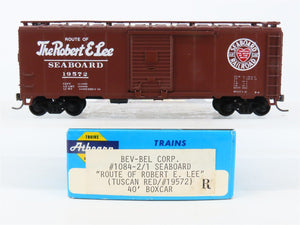 ROUTE OF
The Robert E. Lee
SEABOARD
19572
SEABOARD
RAILROAD
TRAINS
Athearn
BEV-BEL CORP.
#1084-2/1 SEABOARD
"ROUTE OF ROBERT E. LEE"
(TUSCAN RED/#19572)
40' BOXCAR
R